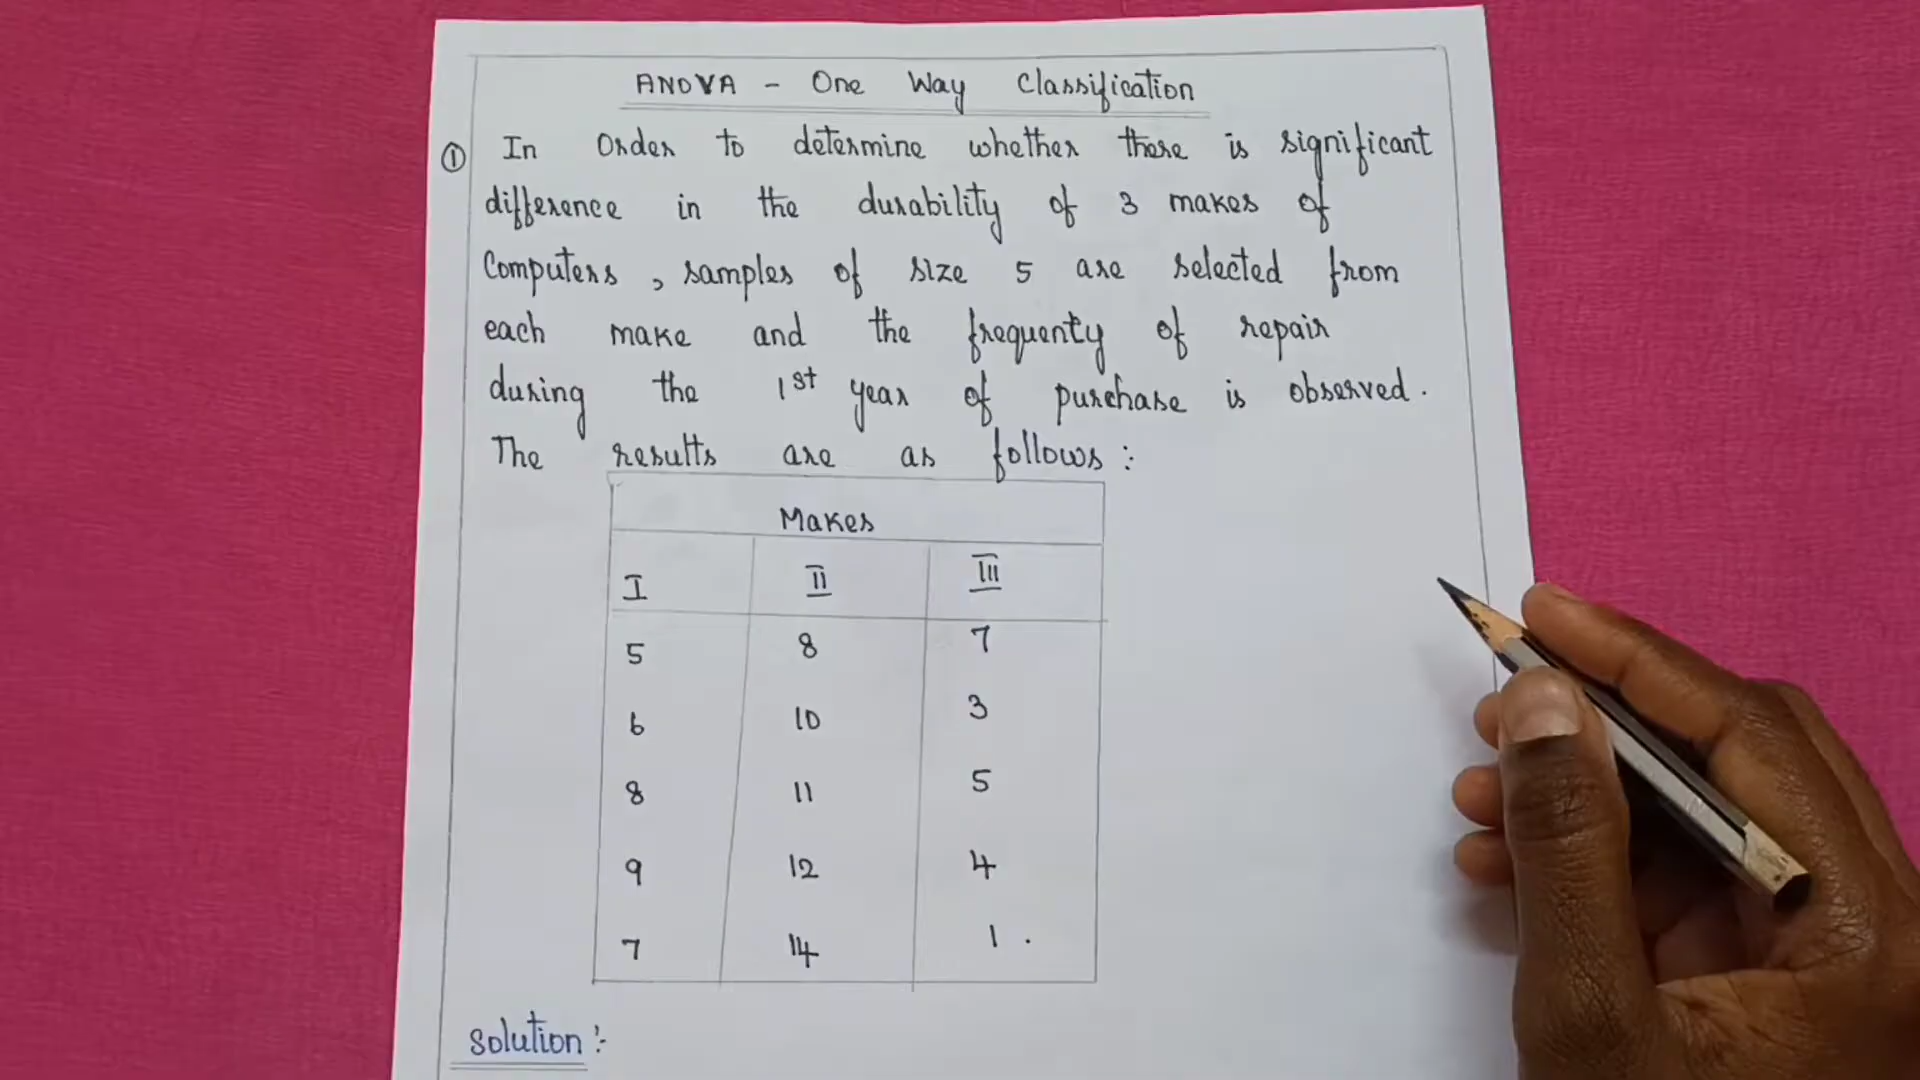 ANOVA - One Way Classification
① In Order to determine whether there is significant
difference in the durability of 3 makes of
Computers, samples of size 5 are selected from
each make and the frequenty of repair
during the 1st year of purchase is observed.
The results are as follows :
Makes
I II III
5 8 7
6 10 3
8 11 5
9 12 4
7 14 1 .
Solution :-